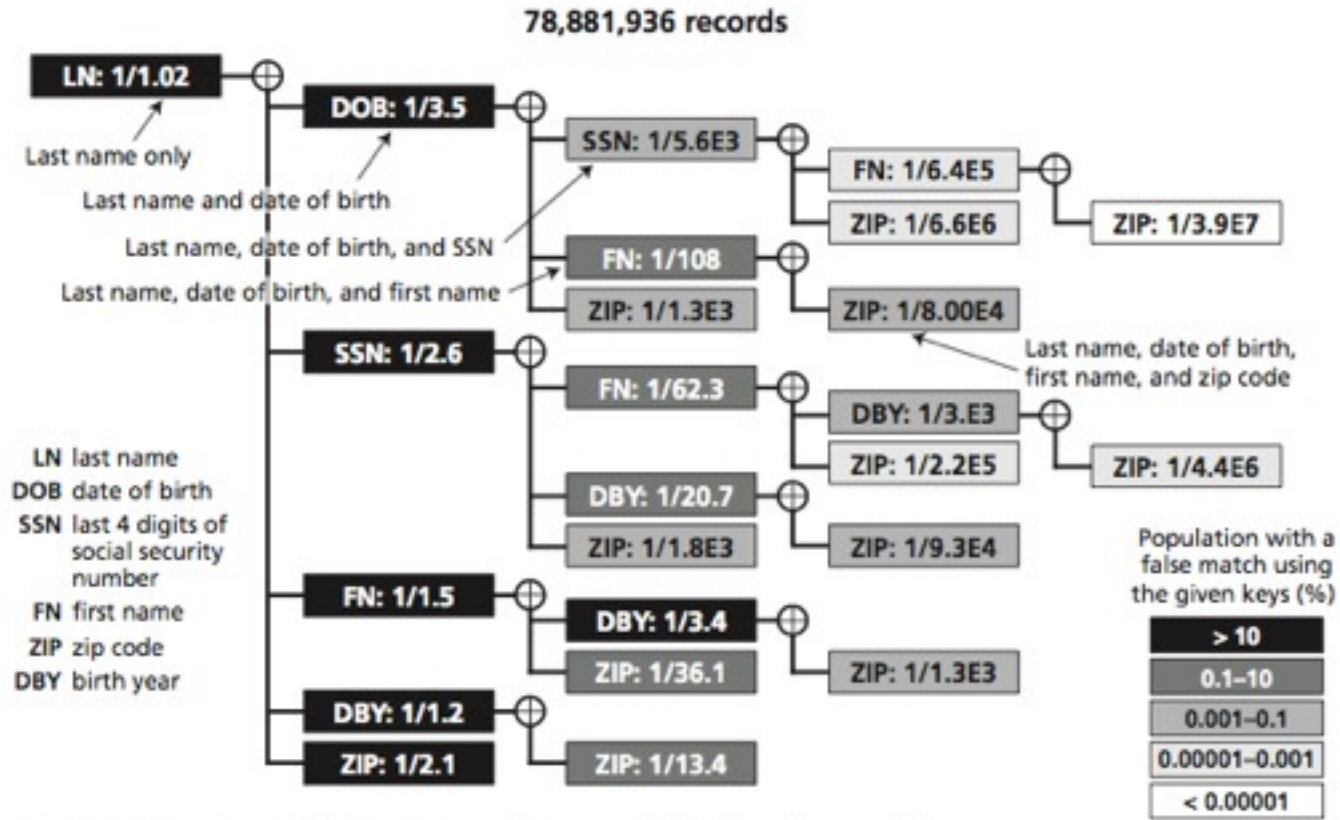 78,881,936 records
LN: 1/1.02
DOB: 1/3.5
SSN: 1/5.6E3
Last name only
FN: 1/6.4E5
Last name and date of birth
ZIP: 1/6.6E6
ZIP: 1/3.9E7
Last name, date of birth, and SSN
FN: 1/108
Last name, date of birth, and first name
ZIP: 1/1.3E3
ZIP: 1/8.00E4
SSN: 1/2.6
Last name, date of birth,
first name, and zip code
FN: 1/62.3
DBY: 1/3.E3
ZIP: 1/2.2E5
ZIP: 1/4.4E6
DBY: 1/20.7
ZIP: 1/1.8E3
ZIP: 1/9.3E4
FN: 1/1.5
DBY: 1/3.4
ZIP: 1/36.1
ZIP: 1/1.3E3
DBY: 1/1.2
ZIP: 1/2.1
ZIP: 1/13.4
LN last name
DOB date of birth
SSN last 4 digits of
social security
number
FN first name
ZIP zip code
DBY birth year
Population with a
false match using
the given keys (%)
> 10
0.1–10
0.001–0.1
0.00001–0.001
< 0.00001